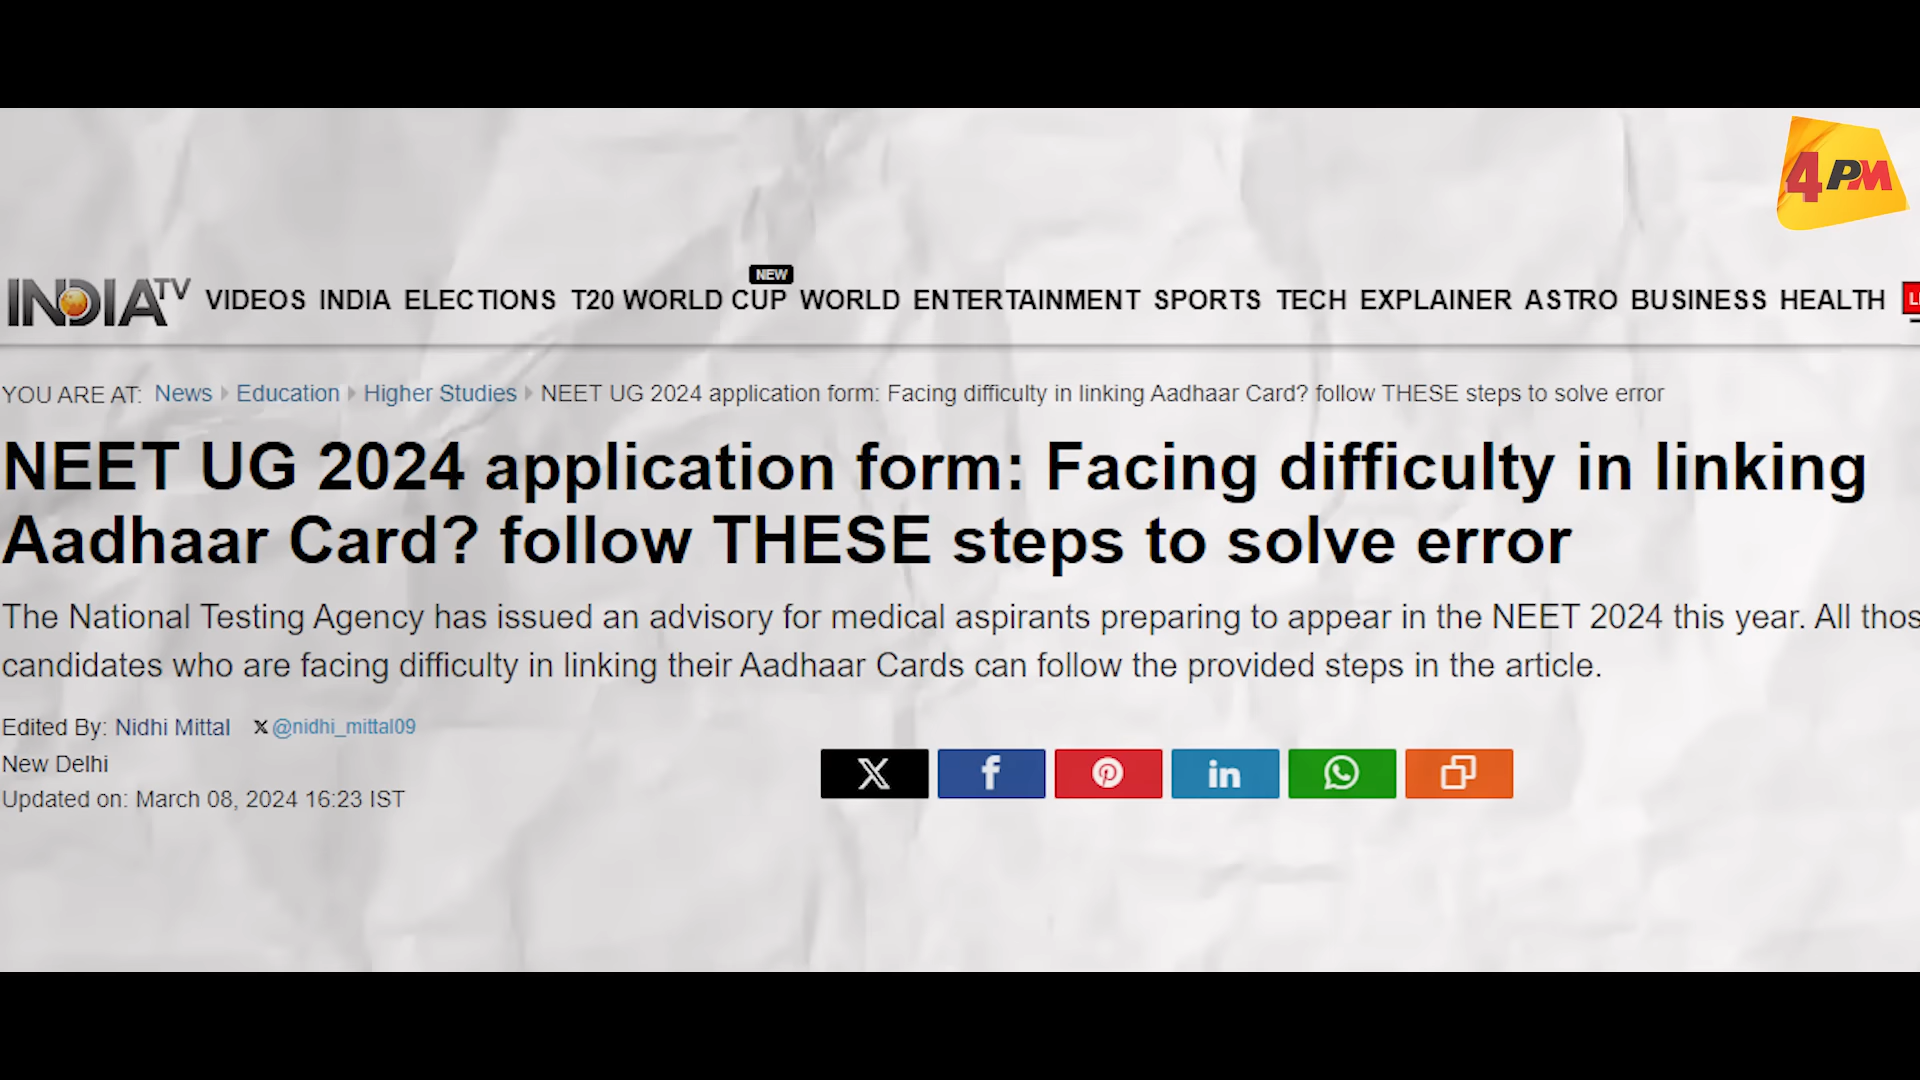 4PM
NEW
INDIA TV VIDEOS INDIA ELECTIONS T20 WORLD CUP WORLD ENTERTAINMENT SPORTS TECH EXPLAINER ASTRO BUSINESS HEALTH
YOU ARE AT: News Education Higher Studies NEET UG 2024 application form: Facing difficulty in linking Aadhaar Card? follow THESE steps to solve error
NEET UG 2024 application form: Facing difficulty in linking
Aadhaar Card? follow THESE steps to solve error
The National Testing Agency has issued an advisory for medical aspirants preparing to appear in the NEET 2024 this year. All thos
candidates who are facing difficulty in linking their Aadhaar Cards can follow the provided steps in the article.
Edited By: Nidhi Mittal X @nidhi_mittal09
New Delhi
Updated on: March 08, 2024 16:23 IST